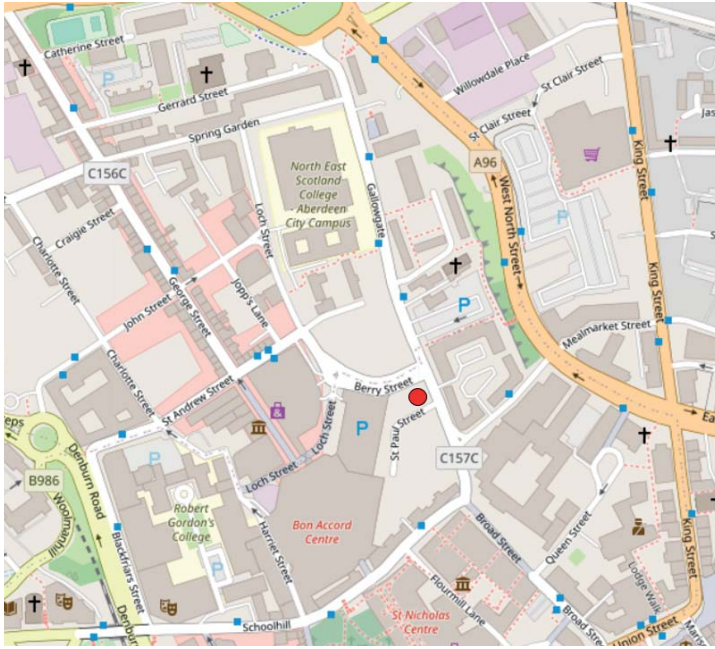 Catherine Street
Willowdale Place
St Clair Street
P
Gerrard Street
St Clair Street
Spring Garden
King Street
A96
C156C
North East
Scotland
College
- Aberdeen
City Campus
Gallowgate
West North Street
P
Craigie Street
Loch Street
Charlotte Street
King Street
Jopp's Lane
George Street
John Street
P
Mealmarket Street
Charlotte Street
Berry Street
St Andrew Street
Loch Street
St Paul Street
P
Denburn Road
C157C
P
Loch Street
B986
Woolmanhill
Robert
Gordon's
College
Bon Accord
Centre
Harriet Street
Broad Street
Queen Street
King Street
P
Blackfriars Street
Flourmill Lane
Lodge Walk
St Nicholas
Centre
Broad Stre
Schoolhill
Union Street